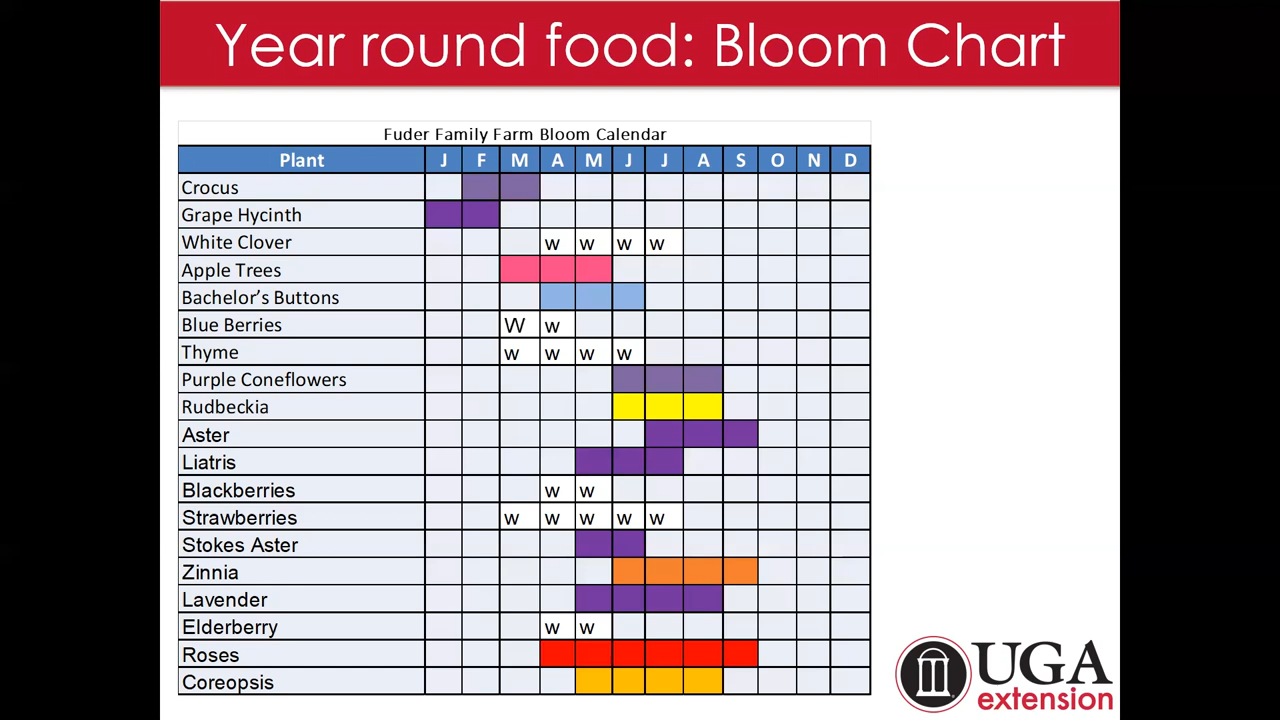 Year round food: Bloom Chart
Fuder Family Farm Bloom Calendar
Plant J F M A M J J A S O N D
Crocus
Grape Hycinth
White Clover w w w w
Apple Trees
Bachelor's Buttons
Blue Berries W w
Thyme w w w w
Purple Coneflowers
Rudbeckia
Aster
Liatris
Blackberries w w
Strawberries w w w w w
Stokes Aster
Zinnia
Lavender
Elderberry w w
Roses
Coreopsis
UGA
extension